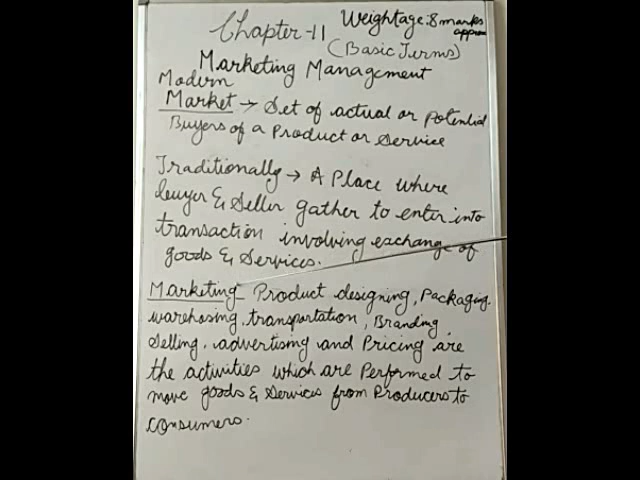 Chapter-11
Weightage: 8 marks
approx
(Basic Terms)
Marketing Management
Modern
Market → Set of actual or Potential
Buyers of a Product or Service
Traditionally → A Place where
buyer & Seller gather to enter into
transaction involving exchange of
goods & Services.
Marketing Product designing, Packaging,
warehosing, transportation, Branding,
Selling, advertising and Pricing are
the activities which are Performed to
move goods & Services from Producers to
consumers.